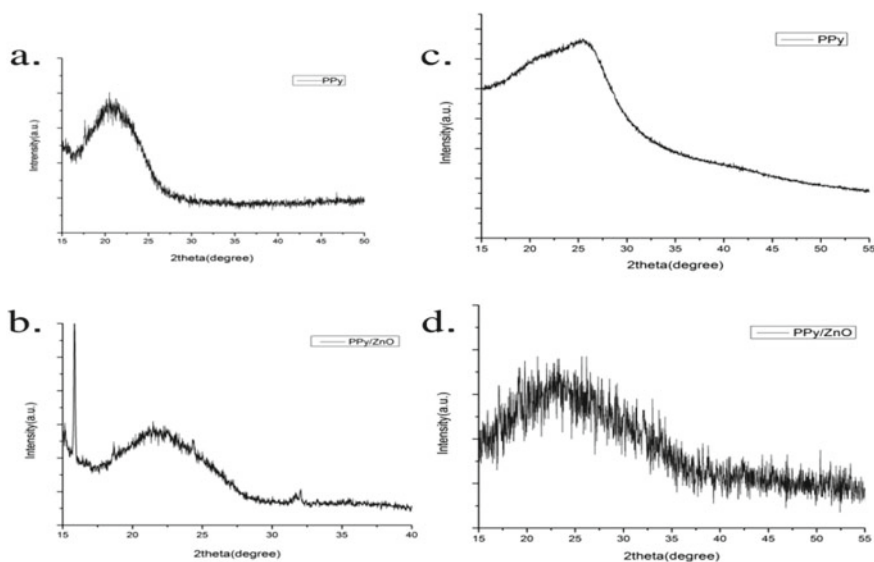 a.
PPy
Intrensity(a.u.)
15 20 25 30 35 40 45 50
2theta(degree)
c.
PPy
Intensity(a.u.)
15 20 25 30 35 40 45 50 55
2theta(degree)
b.
PPy/ZnO
Intensity(a.u.)
15 20 25 30 35 40
2theta(degree)
d.
PPy/ZnO
Intensity(a.u.)
15 20 25 30 35 40 45 50 55
2theta(degree)